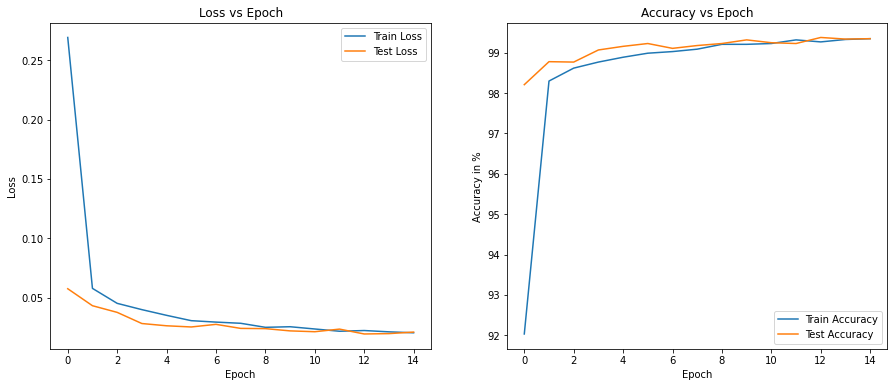 Loss vs Epoch
Train Loss
Test Loss
0.25
0.20
0.15
0.10
0.05
Loss
0 2 4 6 8 10 12 14
Epoch
Accuracy vs Epoch
99
98
97
96
95
94
93
92
Accuracy in %
Train Accuracy
Test Accuracy
0 2 4 6 8 10 12 14
Epoch